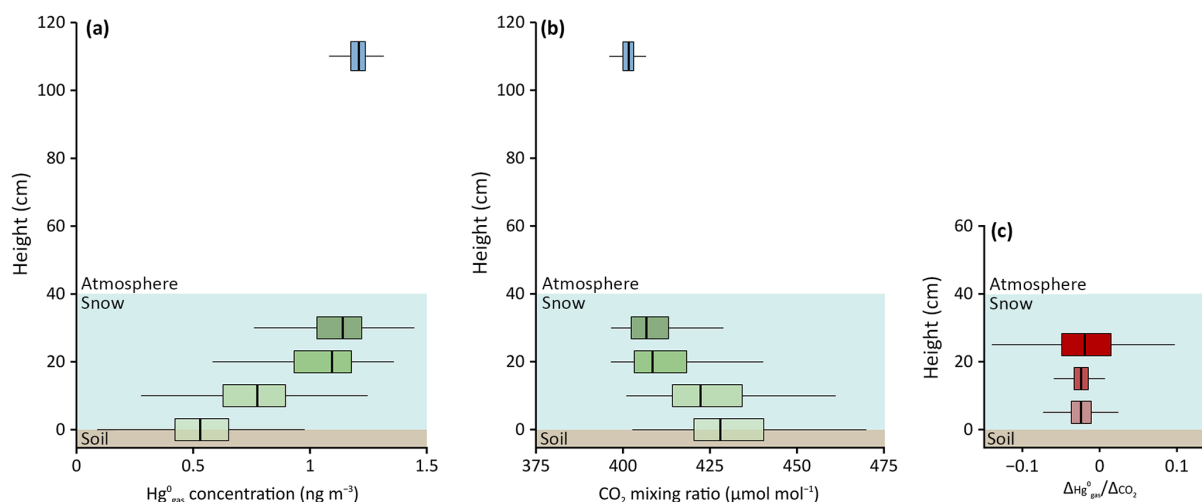 (a)
120
100
80
60
40
20
0
Height (cm)
Atmosphere
Snow
Soil
0
0.5
1
1.5
Hg⁰gas concentration (ng m⁻³)
(b)
120
100
80
60
40
20
0
Height (cm)
Atmosphere
Snow
Soil
375
400
425
450
475
CO₂ mixing ratio (μmol mol⁻¹)
(c)
60
40
20
0
Height (cm)
Atmosphere
Snow
Soil
−0.1
0
0.1
ΔHg⁰gas/ΔCO₂